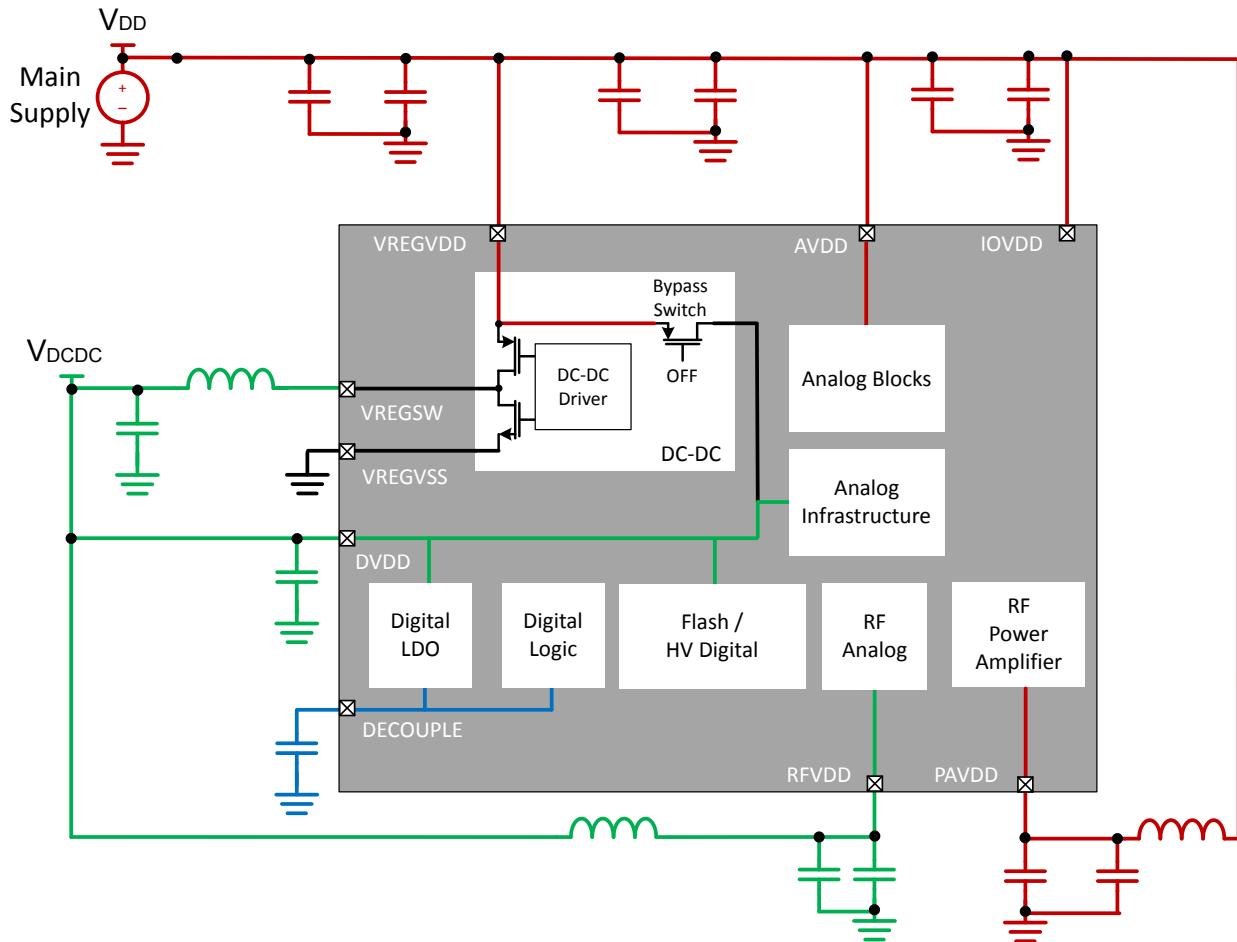 VDD
Main
Supply
+
–
VREGVDD
AVDD
IOVDD
Bypass
Switch
OFF
DC-DC
Driver
DC-DC
Analog Blocks
VDCDC
VREGSW
VREGVSS
Analog
Infrastructure
DVDD
Digital
LDO
Digital
Logic
Flash /
HV Digital
RF
Analog
RF
Power
Amplifier
DECOUPLE
RFVDD
PAVDD